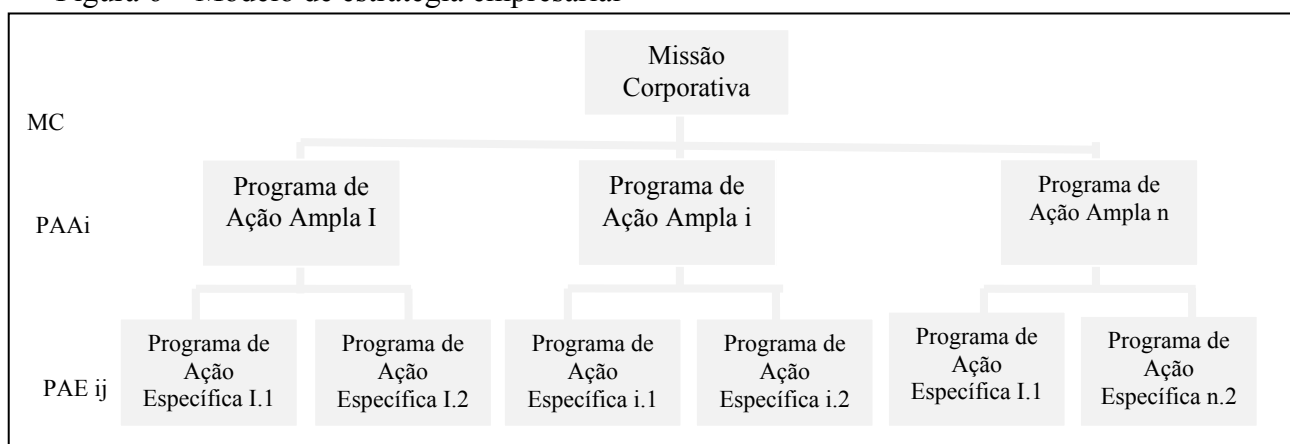 Figura 6 – Modelo de estratégia empresarial
Missão
Corporativa
MC
Programa de
Ação Ampla I
Programa de
Ação Ampla i
Programa de
Ação Ampla n
PAAi
Programa de
Ação
Específica I.1
Programa de
Ação
Específica I.2
Programa de
Ação
Específica i.1
Programa de
Ação
Específica i.2
Programa de
Ação
Específica I.1
Programa de
Ação
Específica n.2
PAE ij